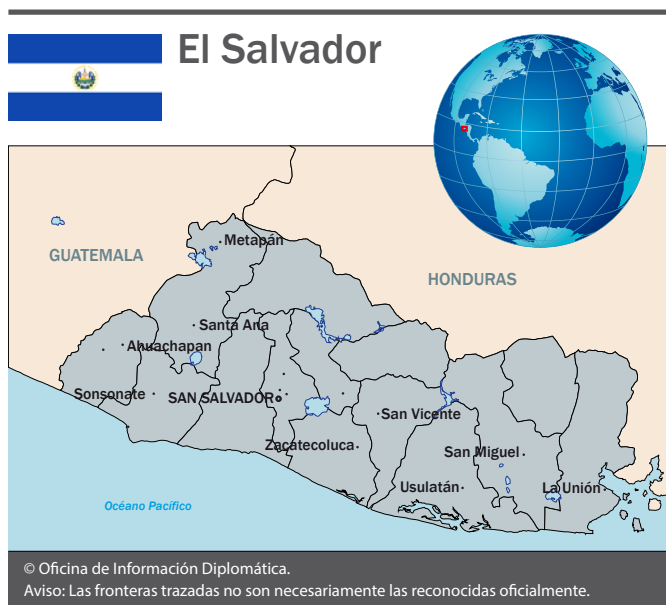 El Salvador
GUATEMALA
Metapán
HONDURAS
Santa Ana
Ahuachapan
Sonsonate
SAN SALVADOR
San Vicente
Zacatecoluca
San Miguel
Usulatán
La Unión
Océano Pacífico
© Oficina de Información Diplomática.
Aviso: Las fronteras trazadas no son necesariamente las reconocidas oficialmente.